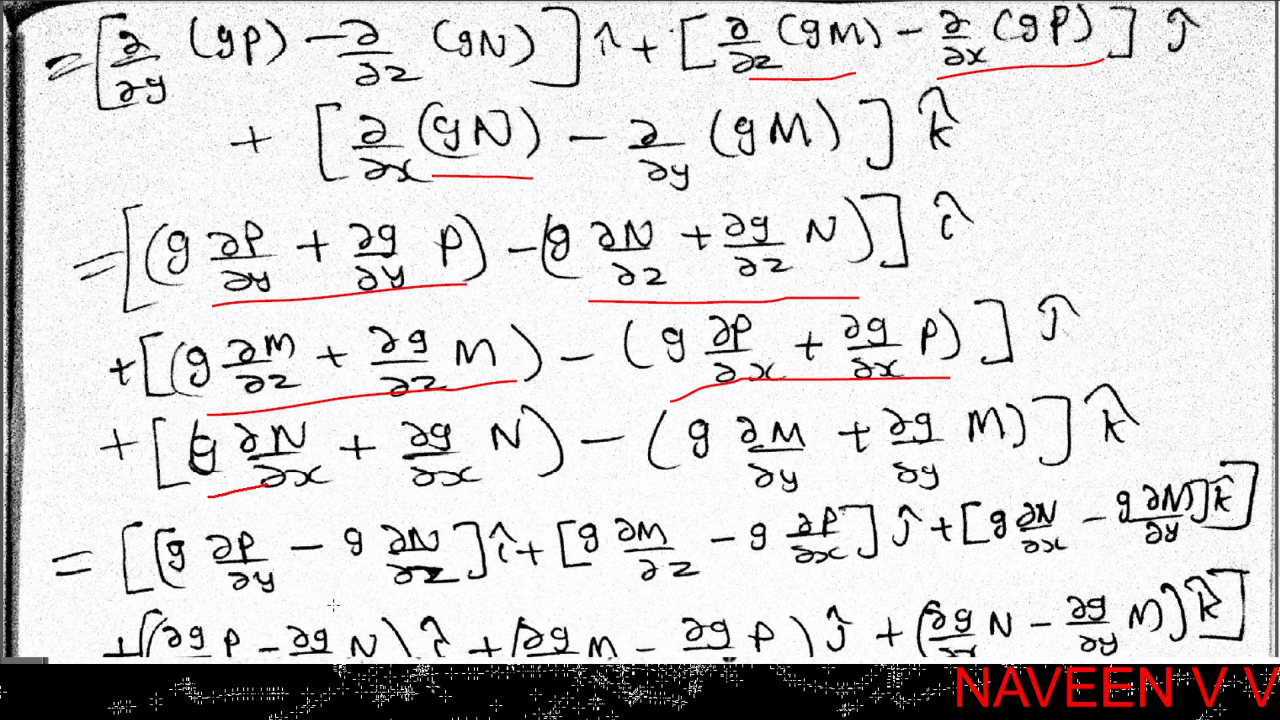 = [∂/∂y (gP) − ∂/∂z (gN)] î + [∂/∂z (gM) − ∂/∂x (gP)] ĵ
+ [∂/∂x (gN) − ∂/∂y (gM)] k̂
= [(g ∂P/∂y + ∂g/∂y P) − (g ∂N/∂z + ∂g/∂z N)] î
+ [(g ∂M/∂z + ∂g/∂z M) − (g ∂P/∂x + ∂g/∂x P)] ĵ
+ [g ∂N/∂x + ∂g/∂x N) − (g ∂M/∂y + ∂g/∂y M)] k̂
= [(g ∂P/∂y − g ∂N/∂z] î + [g ∂M/∂z − g ∂P/∂x] ĵ + [g ∂N/∂x − g ∂M/∂y] k̂]
+ [(∂g P − ∂g N) î + (∂g M − ∂g P) ĵ + (∂g/∂x N − ∂g/∂y M) k̂]
NAVEEN V V